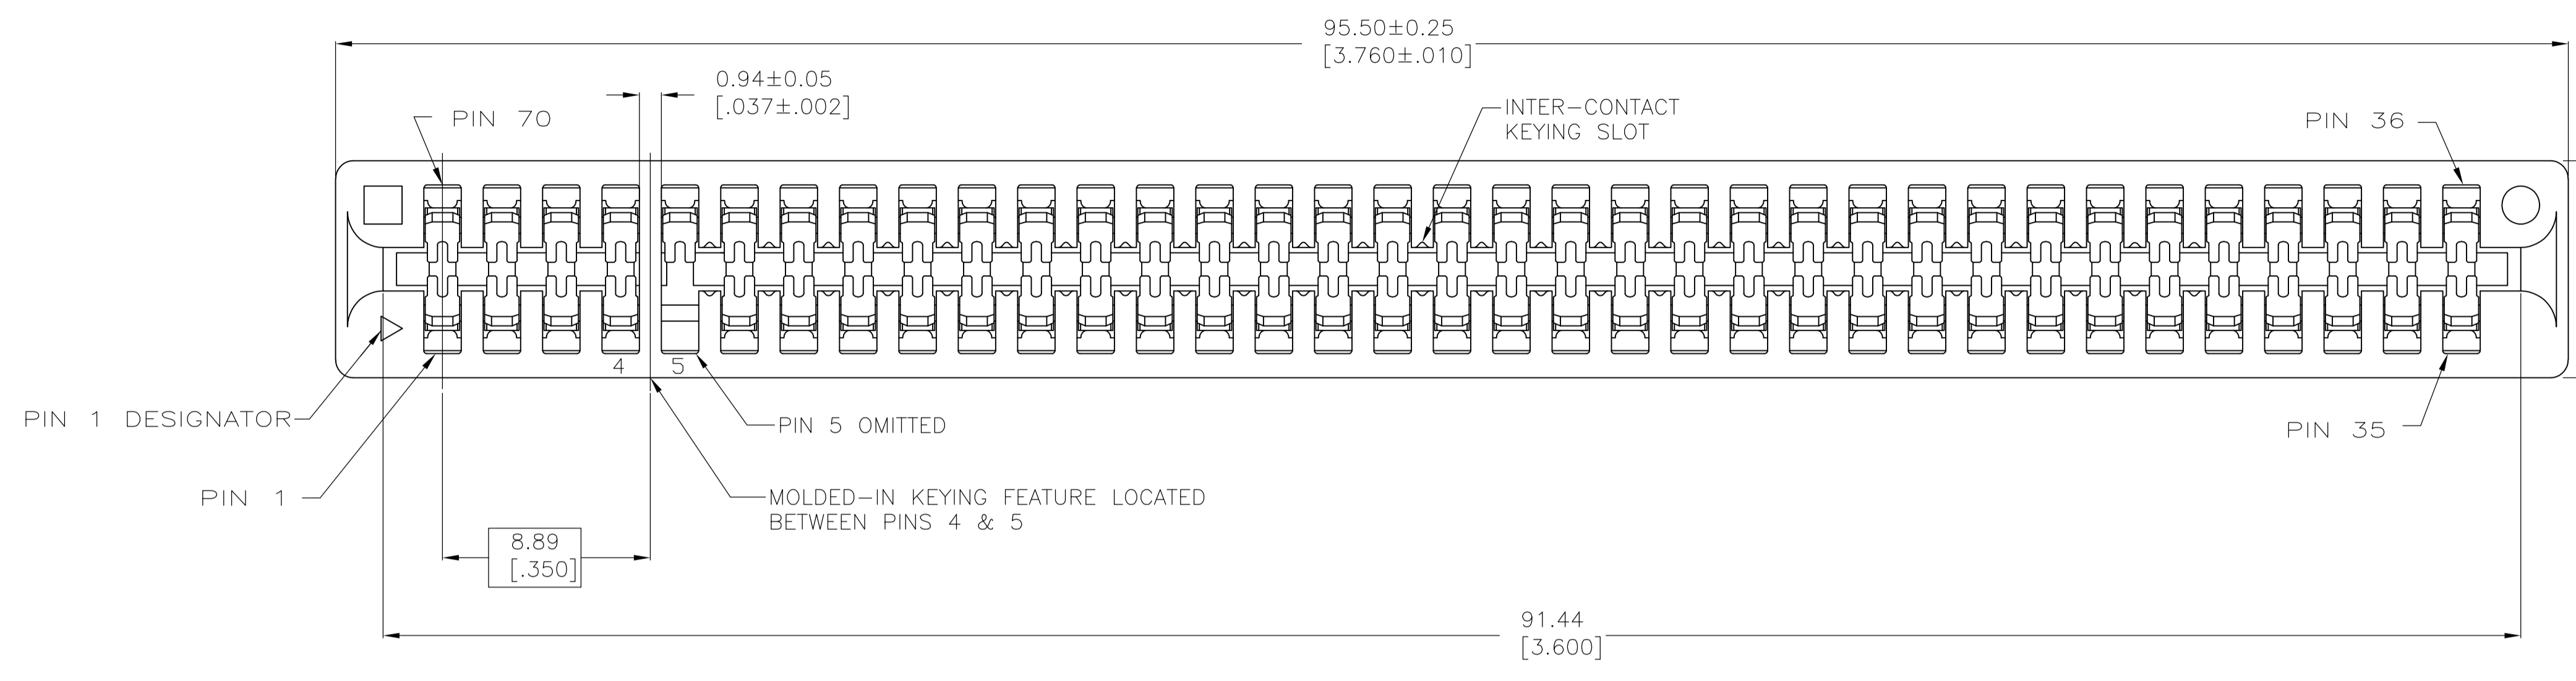 95.50±0.25
[3.760±.010]
0.94±0.05
[.037±.002]
PIN 70
INTER-CONTACT
KEYING SLOT
PIN 36
4
5
PIN 1 DESIGNATOR
PIN 5 OMITTED
PIN 35
PIN 1
MOLDED-IN KEYING FEATURE LOCATED
BETWEEN PINS 4 & 5
8.89
[.350]
91.44
[3.600]